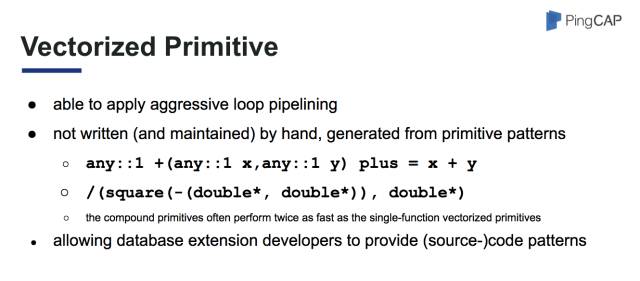 PingCAP
Vectorized Primitive
● able to apply aggressive loop pipelining
● not written (and maintained) by hand, generated from primitive patterns
○ any::1 +(any::1 x,any::1 y) plus = x + y
○ /(square(-(double*, double*)), double*)
○ the compound primitives often perform twice as fast as the single-function vectorized primitives
● allowing database extension developers to provide (source-)code patterns